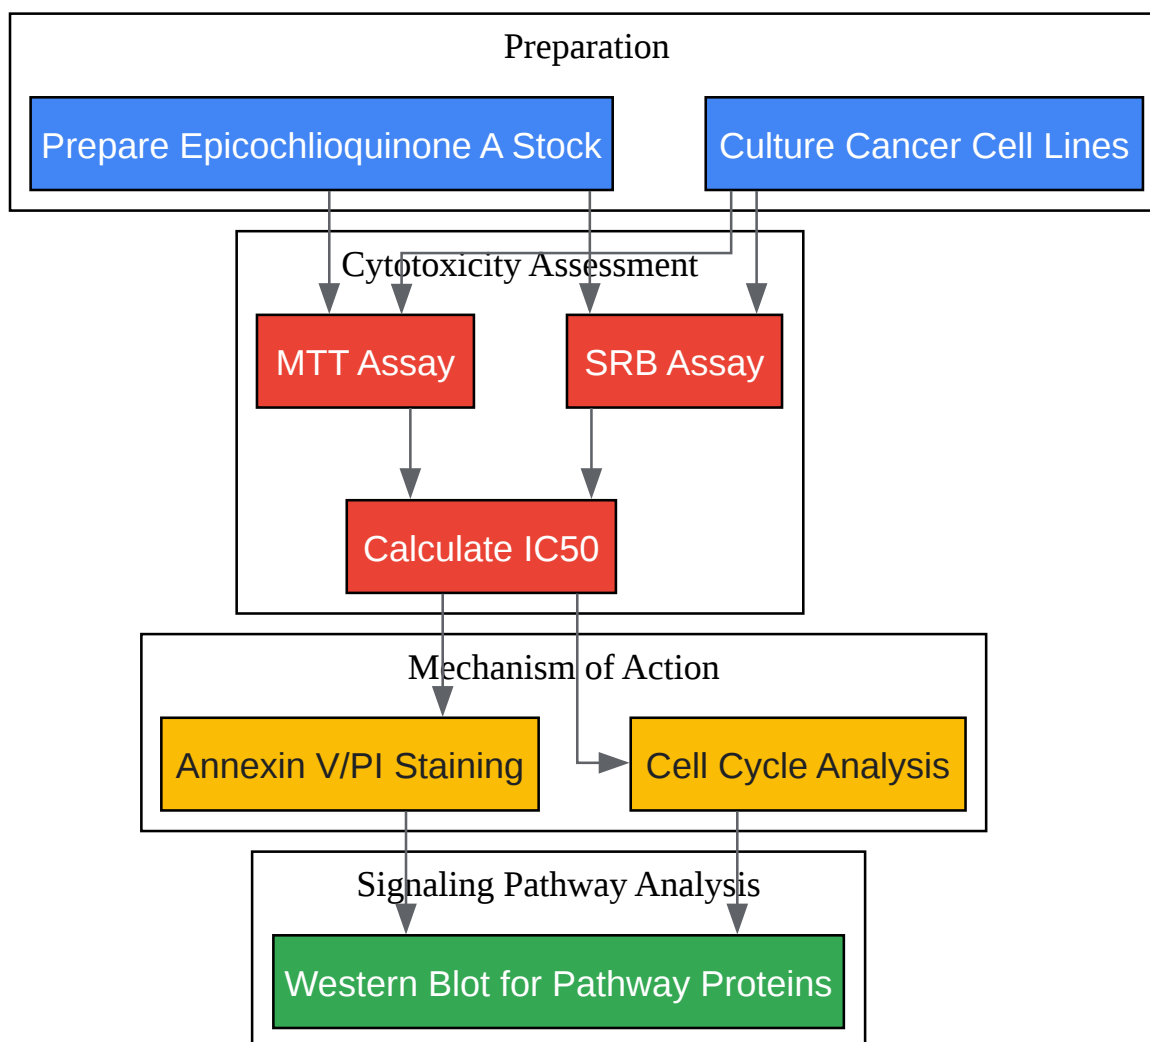 Preparation
Prepare Epicochlioquinone A Stock
Culture Cancer Cell Lines
Cytotoxicity Assessment
MTT Assay
SRB Assay
Calculate IC50
Mechanism of Action
Annexin V/PI Staining
Cell Cycle Analysis
Signaling Pathway Analysis
Western Blot for Pathway Proteins